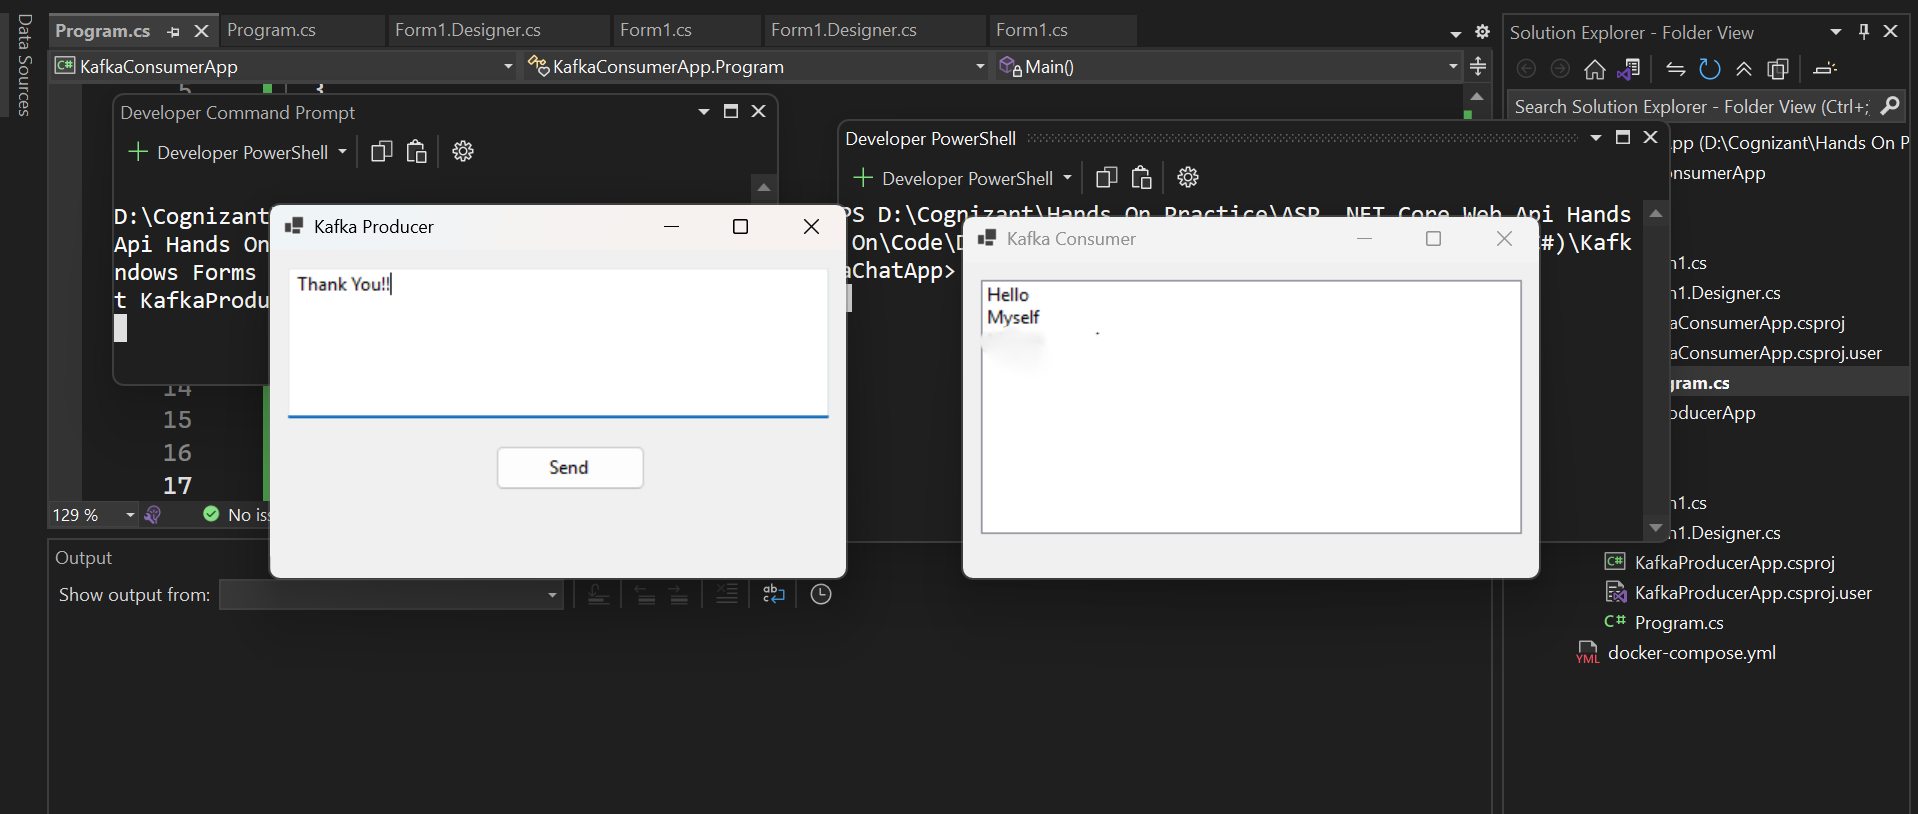 Data Sources
Program.cs
Program.cs
Form1.Designer.cs
Form1.cs
Form1.Designer.cs
Form1.cs
C# KafkaConsumerApp
KafkaConsumerApp.Program
Main()
5
Developer Command Prompt
Developer PowerShell
D:\Cognizant
Api Hands On
ndows Forms
t KafkaProdu
14
15
16
17
129 %
No iss
Kafka Producer
Thank You!!
Send
Developer PowerShell
Developer PowerShell
PS D:\Cognizant\Hands On Practice\ASP .NET Core Web Api Hands
On\Code\D
#)\Kafk
aChatApp>
Kafka Consumer
Hello
Myself
Output
Show output from:
Solution Explorer - Folder View
Search Solution Explorer - Folder View (Ctrl+;
pp (D:\Cognizant\Hands On P
nsumerApp
n1.cs
n1.Designer.cs
aConsumerApp.csproj
aConsumerApp.csproj.user
gram.cs
oducerApp
n1.cs
n1.Designer.cs
C# KafkaProducerApp.csproj
KafkaProducerApp.csproj.user
C# Program.cs
YML docker-compose.yml